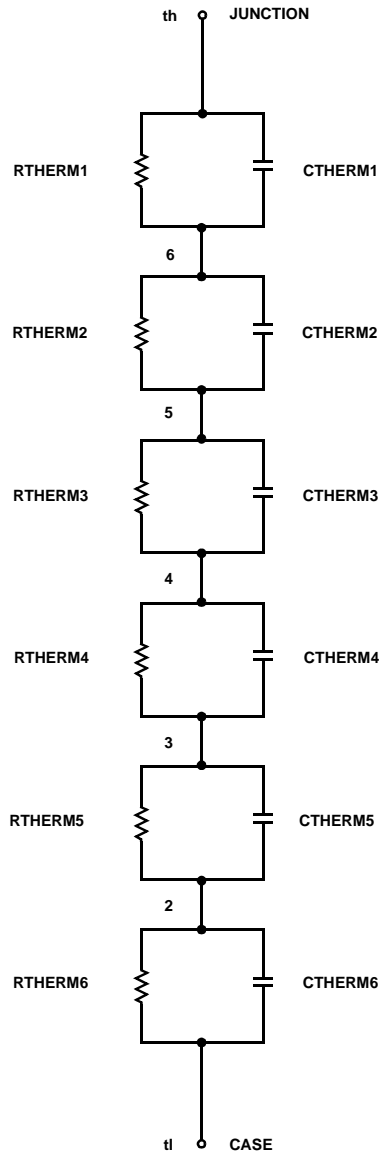 th JUNCTION
RTHERM1 CTHERM1
6
RTHERM2 CTHERM2
5
RTHERM3 CTHERM3
4
RTHERM4 CTHERM4
3
RTHERM5 CTHERM5
2
RTHERM6 CTHERM6
tl CASE